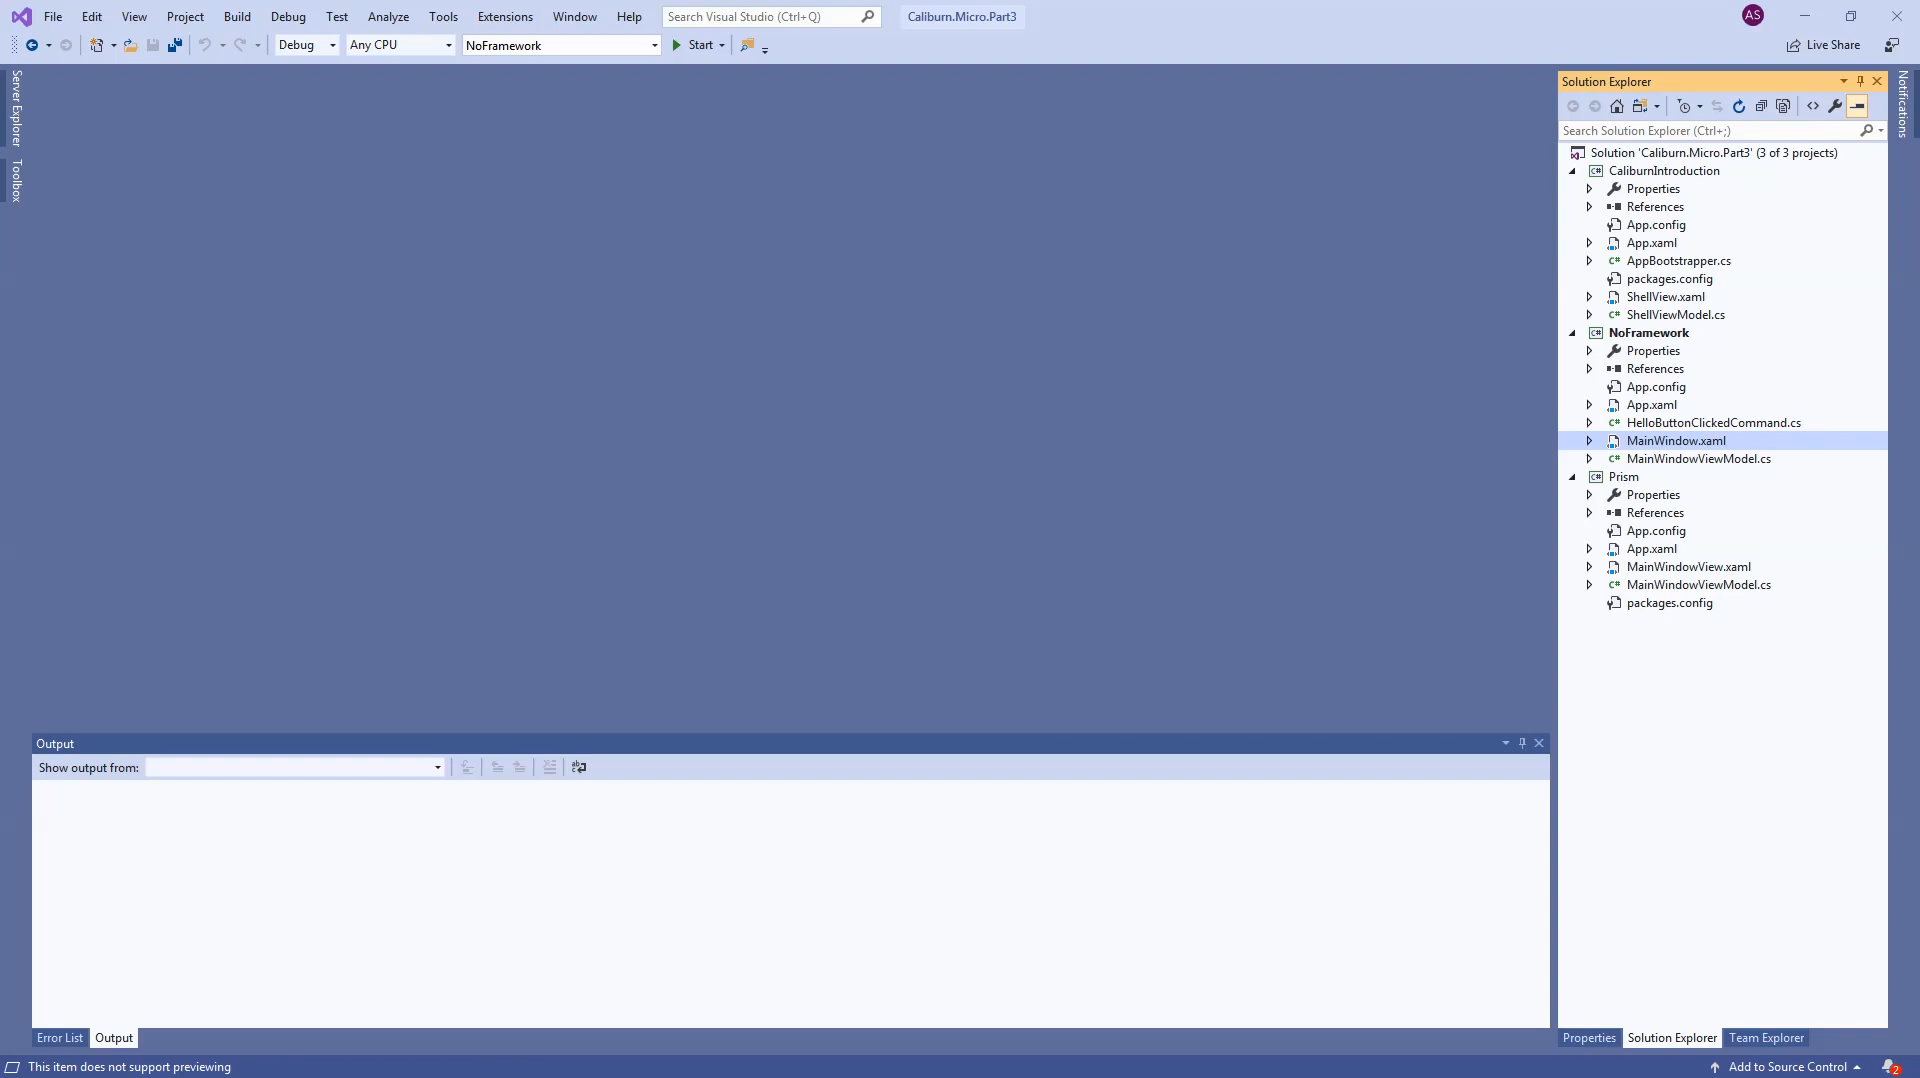 File Edit View Project Build Debug Test Analyze Tools Extensions Window Help Search Visual Studio (Ctrl+Q) Caliburn.Micro.Part3 AS
Debug Any CPU NoFramework Start Live Share
Server Explorer
Toolbox
Notifications
Solution Explorer
Search Solution Explorer (Ctrl+;)
Solution 'Caliburn.Micro.Part3' (3 of 3 projects)
C# CaliburnIntroduction
Properties
References
App.config
App.xaml
C# AppBootstrapper.cs
packages.config
ShellView.xaml
C# ShellViewModel.cs
C# NoFramework
Properties
References
App.config
App.xaml
C# HelloButtonClickedCommand.cs
MainWindow.xaml
C# MainWindowViewModel.cs
C# Prism
Properties
References
App.config
App.xaml
MainWindowView.xaml
C# MainWindowViewModel.cs
packages.config
Output
Show output from:
Error List Output
Properties Solution Explorer Team Explorer
This item does not support previewing Add to Source Control 2